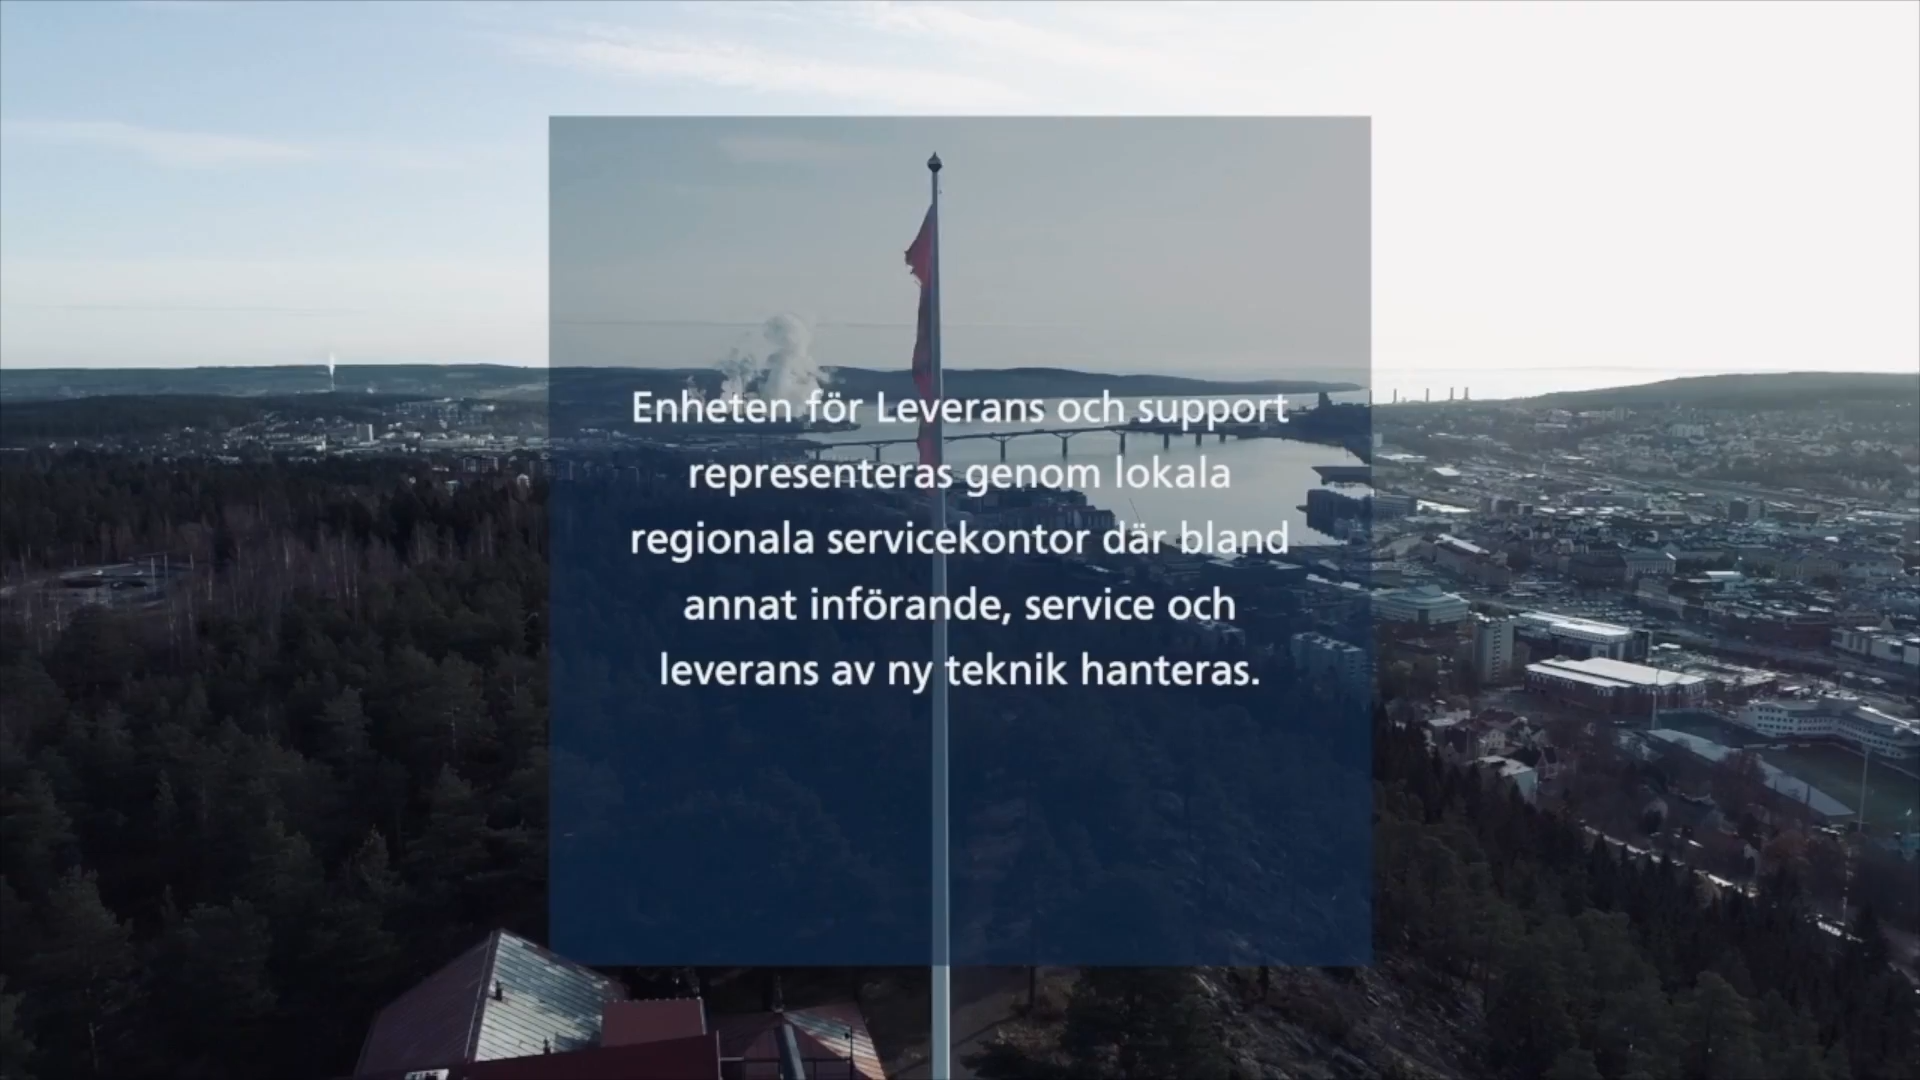 Enheten för Leverans och support
representeras genom lokala
regionala servicekontor där bland
annat införande, service och
leverans av ny teknik hanteras.